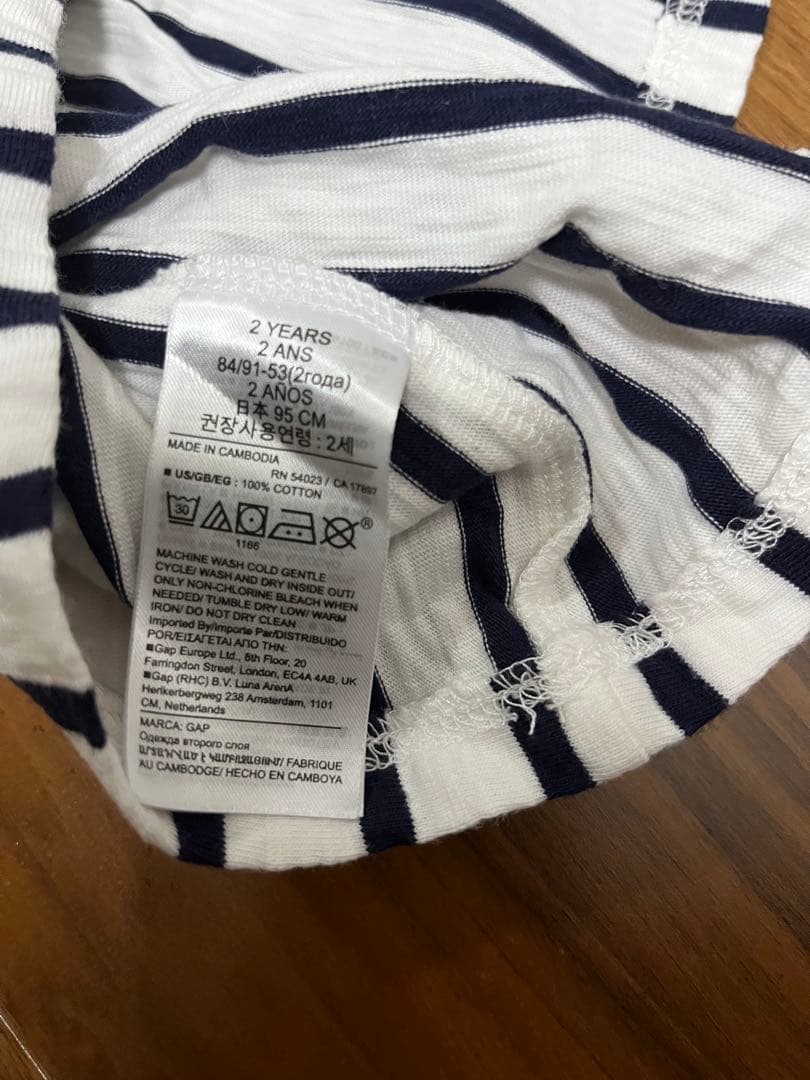 2 YEARS
2 ANS
84/91-53(2года)
2 AÑOS
日本 95 CM
권장사용연령 : 2세
MADE IN CAMBODIA
RN 54023 / CA 17897
■ US/GB/EG : 100% COTTON
30
®
1166
MACHINE WASH COLD GENTLE
CYCLE/ WASH AND DRY INSIDE OUT/
ONLY NON-CHLORINE BLEACH WHEN
NEEDED/ TUMBLE DRY LOW/ WARM
IRON/ DO NOT DRY CLEAN
Imported By/Importe Par/DISTRIBUIDO
POR/ΕΙΣΑΓΕΤΑΙ ΑΠΟ ΤΗΝ:
■Gap Europe Ltd., 6th Floor, 20
Farringdon Street, London, EC4A 4AB, UK
■Gap (RHC) B.V. Luna ArenA
Herikerbergweg 238 Amsterdam, 1101
CM, Netherlands
MARCA: GAP
Одежда второго слоя
ԱՐՏԱԴՐՎԱԾ Է ԿԱՄԲՈՋԱՅՈՒՄ/ FABRIQUE
AU CAMBODGE/ HECHO EN CAMBOYA